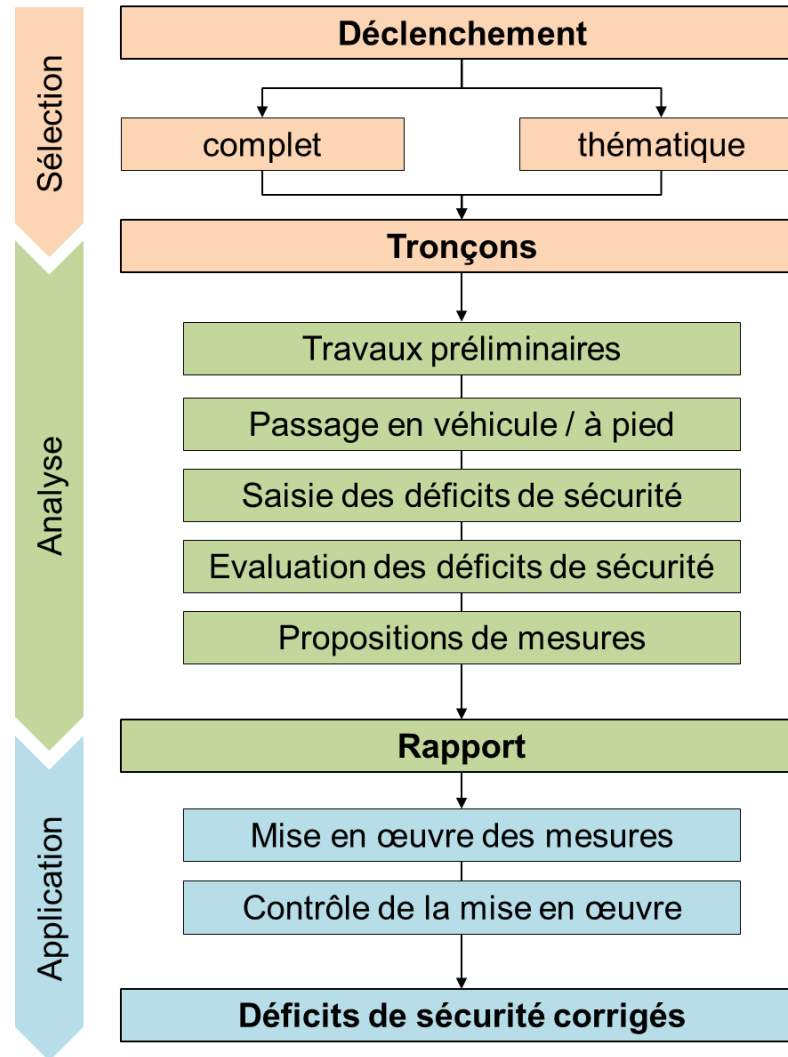 Sélection
Déclenchement
complet
thématique
Tronçons
Analyse
Travaux préliminaires
Passage en véhicule / à pied
Saisie des déficits de sécurité
Evaluation des déficits de sécurité
Propositions de mesures
Rapport
Application
Mise en œuvre des mesures
Contrôle de la mise en œuvre
Déficits de sécurité corrigés